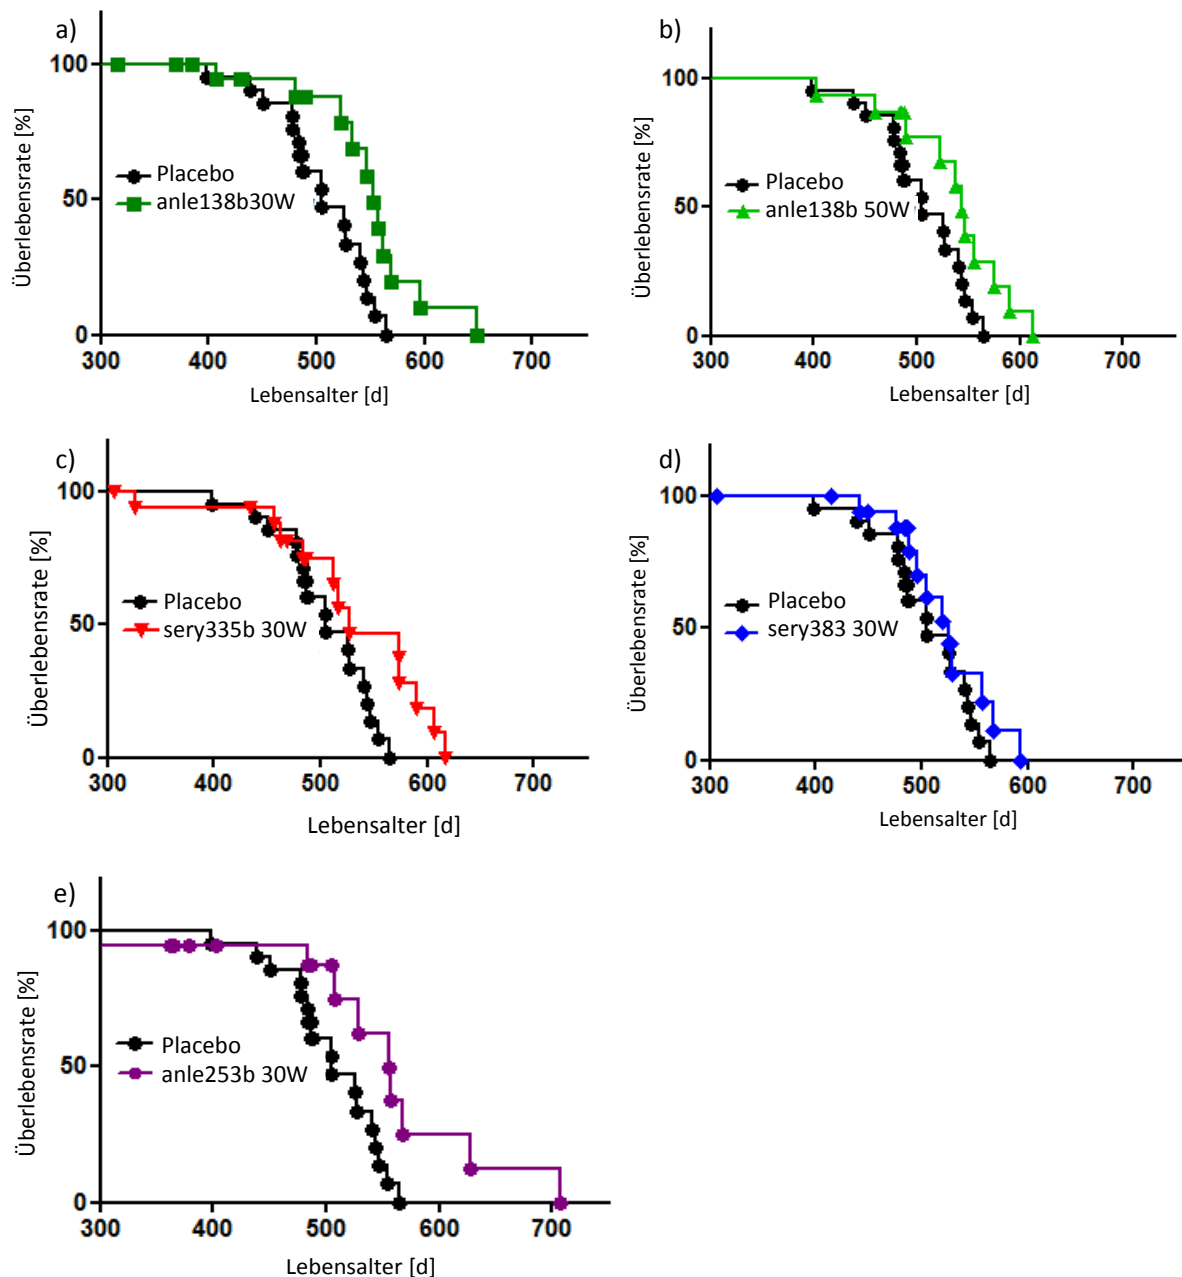 a)
Überlebensrate [%]
100
50
0
Placebo
anle138b30W
300 400 500 600 700
Lebensalter [d]
b)
Überlebensrate [%]
100
50
0
Placebo
anle138b 50W
300 400 500 600 700
Lebensalter [d]
c)
Überlebensrate [%]
100
50
0
Placebo
sery335b 30W
300 400 500 600 700
Lebensalter [d]
d)
Überlebensrate [%]
100
50
0
Placebo
sery383 30W
300 400 500 600 700
Lebensalter [d]
e)
Überlebensrate [%]
100
50
0
Placebo
anle253b 30W
300 400 500 600 700
Lebensalter [d]